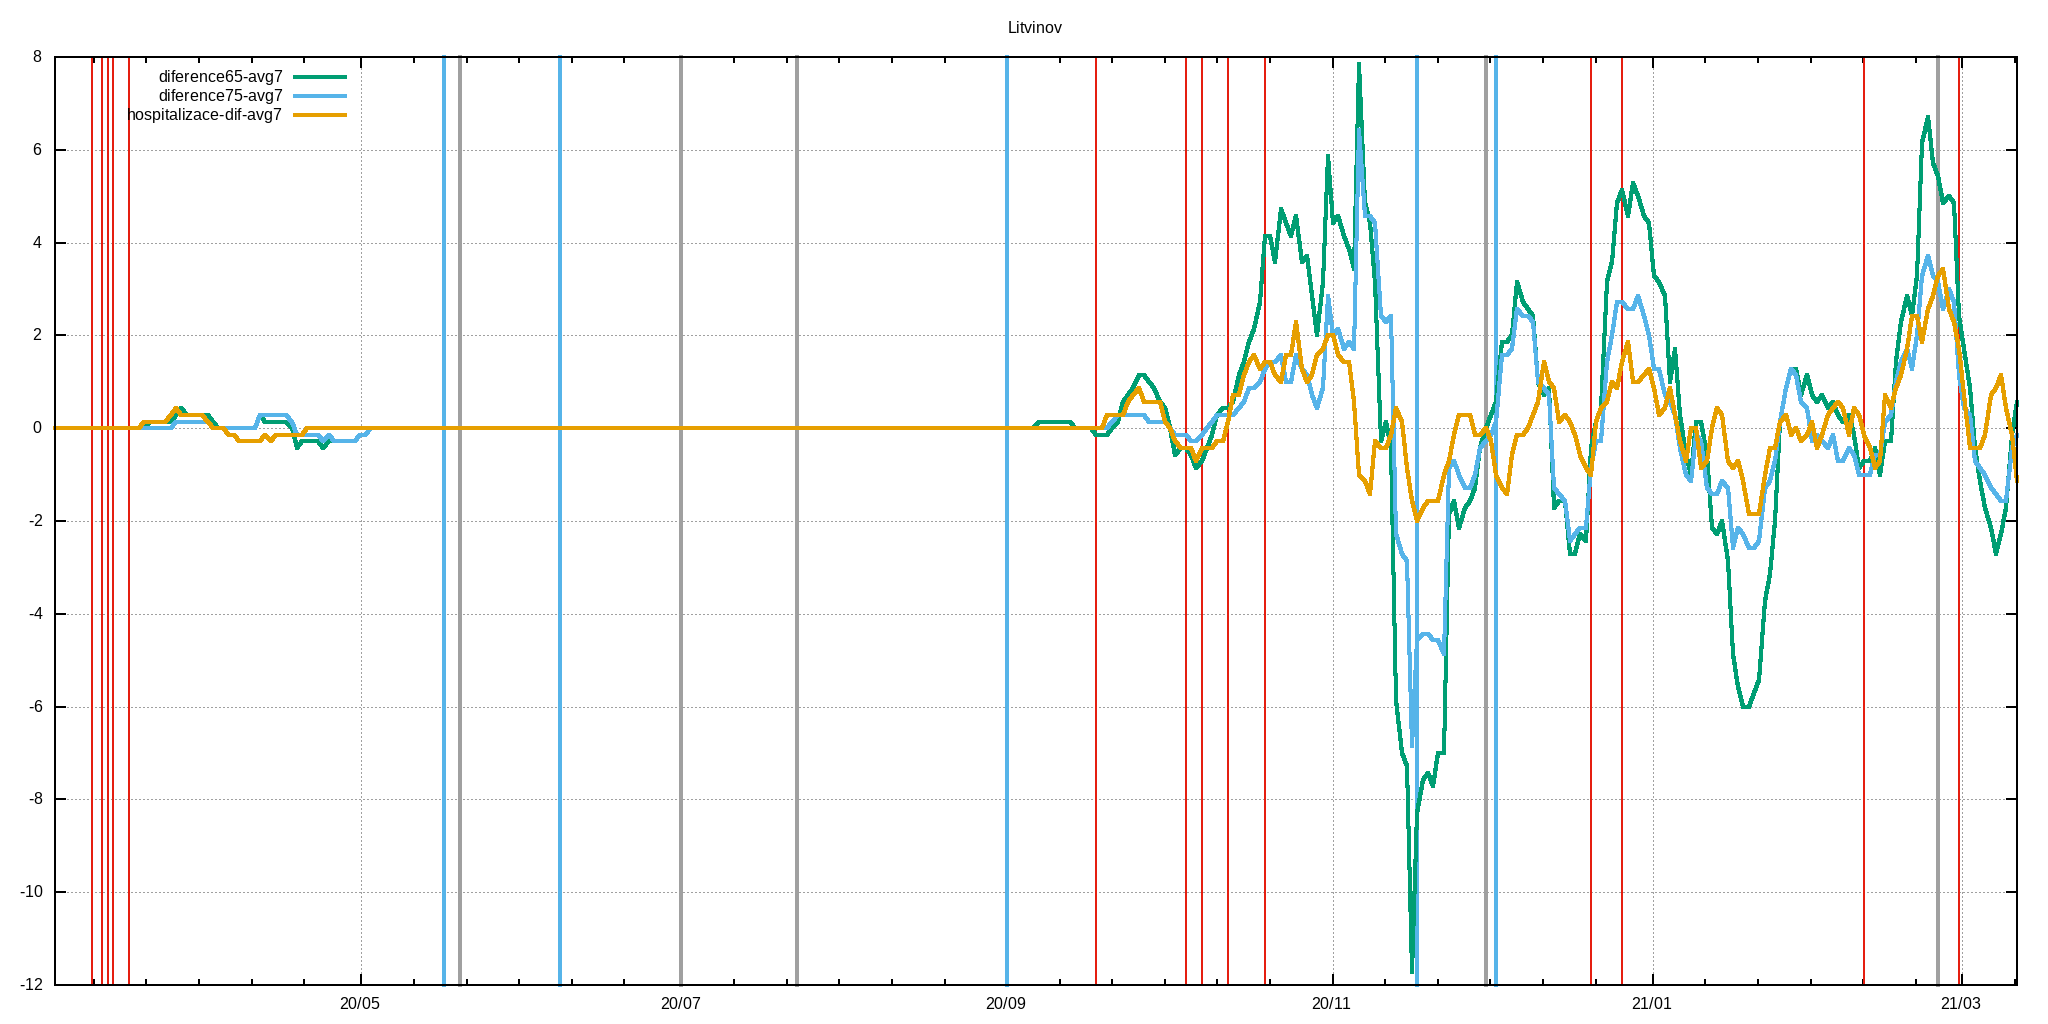 Litvinov
diference65-avg7
diference75-avg7
hospitalizace-dif-avg7
8
6
4
2
0
-2
-4
-6
-8
-10
-12
20/05 20/07 20/09 20/11 21/01 21/03